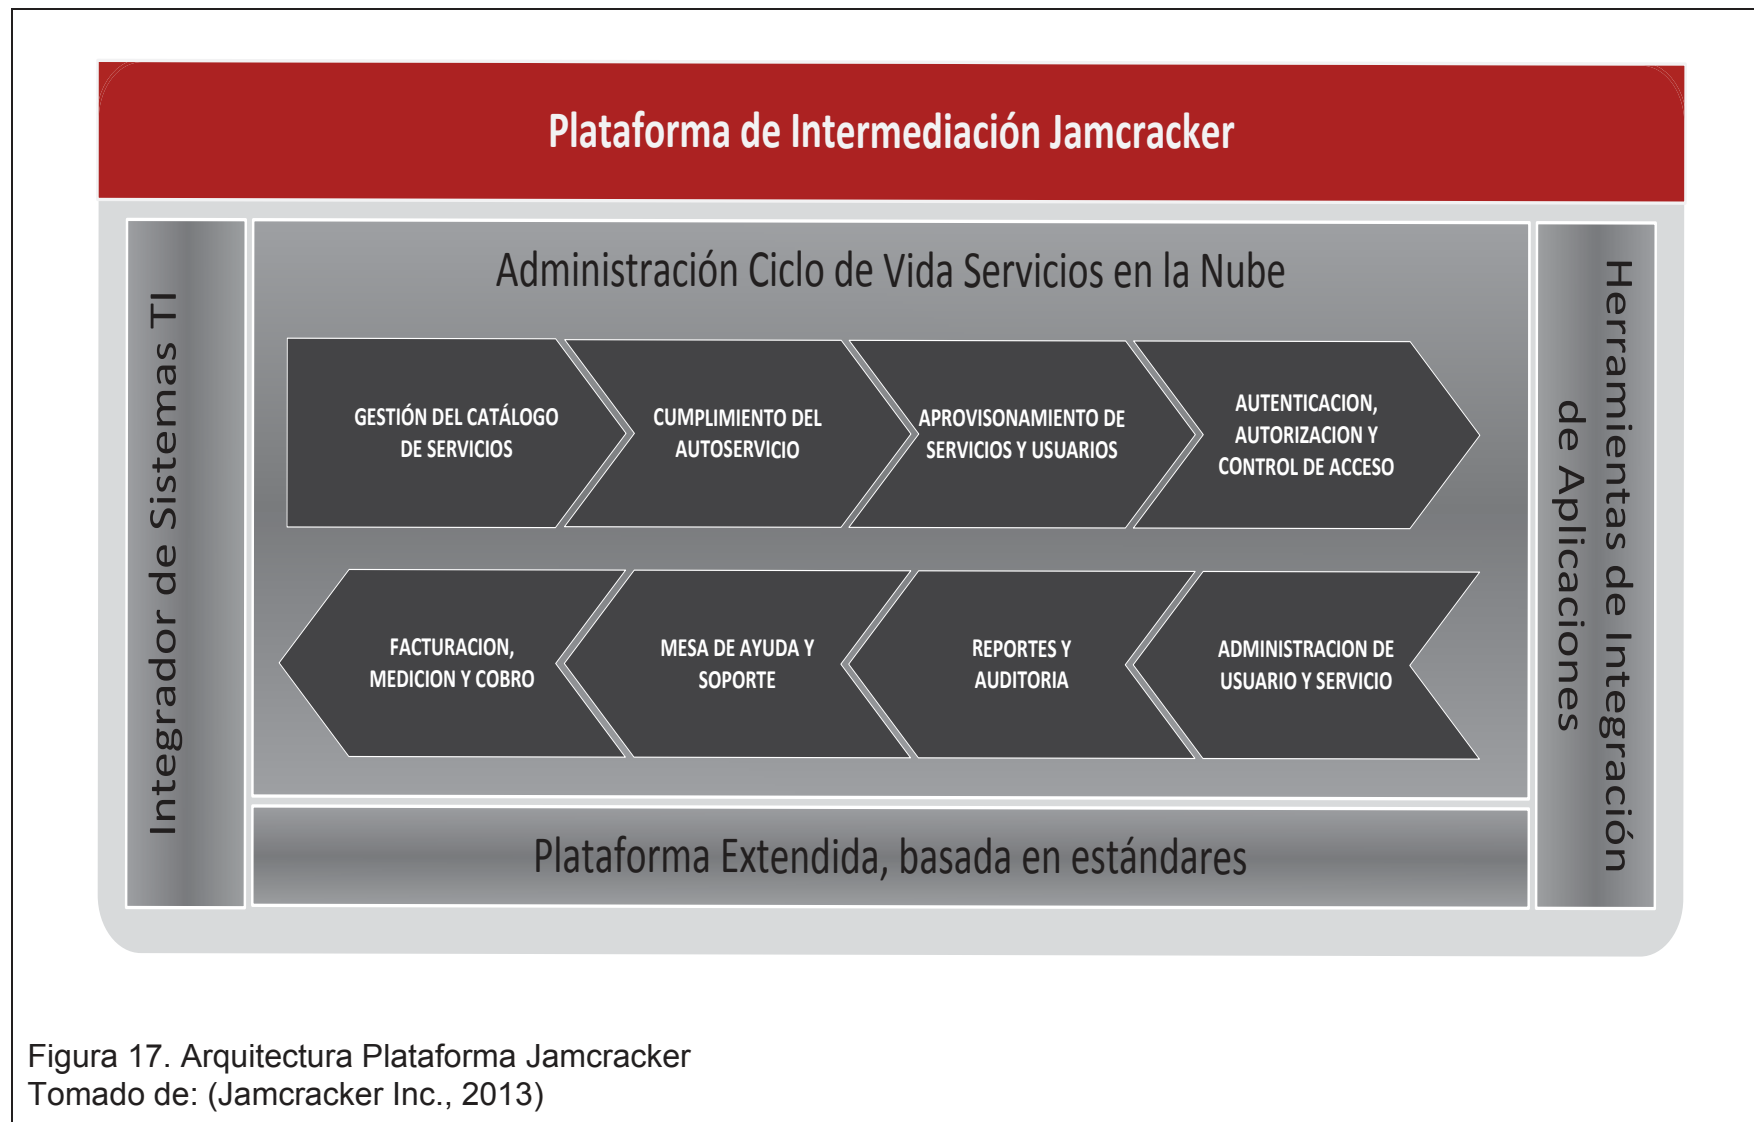 Plataforma de Intermediación Jamcracker
Integrador de Sistemas TI
Administración Ciclo de Vida Servicios en la Nube
GESTIÓN DEL CATÁLOGO
DE SERVICIOS
CUMPLIMIENTO DEL
AUTOSERVICIO
APROVISONAMIENTO DE
SERVICIOS Y USUARIOS
AUTENTICACION,
AUTORIZACION Y
CONTROL DE ACCESO
FACTURACION,
MEDICION Y COBRO
MESA DE AYUDA Y
SOPORTE
REPORTES Y
AUDITORIA
ADMINISTRACION DE
USUARIO Y SERVICIO
Plataforma Extendida, basada en estándares
Herramientas de Integración
de Aplicaciones
Figura 17. Arquitectura Plataforma Jamcracker
Tomado de: (Jamcracker Inc., 2013)